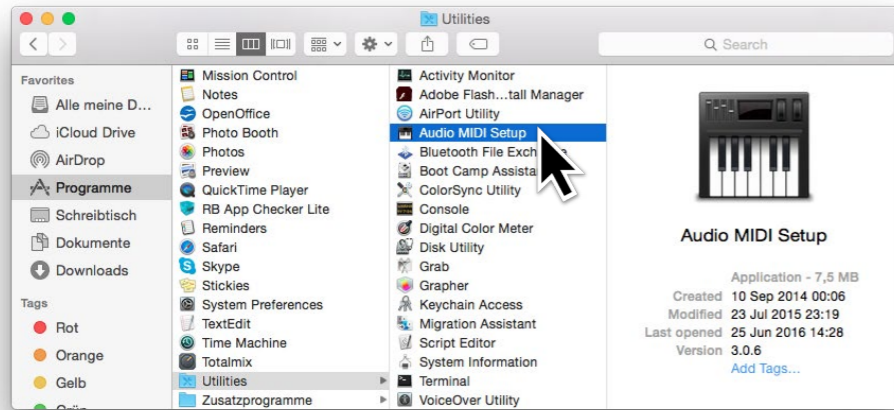 Utilities
Search
Favorites
Alle meine D...
iCloud Drive
AirDrop
Programme
Schreibtisch
Dokumente
Downloads
Tags
Rot
Orange
Gelb
Mission Control
Notes
OpenOffice
Photo Booth
Photos
Preview
QuickTime Player
RB App Checker Lite
Reminders
Safari
Skype
Stickies
System Preferences
TextEdit
Time Machine
Totalmix
Utilities
Zusatzprogramme
Activity Monitor
Adobe Flash...tall Manager
AirPort Utility
Audio MIDI Setup
Bluetooth File
Boot Camp
ColorSync Utility
Console
Digital Color Meter
Disk Utility
Grab
Grapher
Keychain Access
Migration Assistant
Script Editor
System Information
Terminal
VoiceOver Utility
Audio MIDI Setup
Application - 7,5 MB
Created 10 Sep 2014 00:06
Modified 23 Jul 2015 23:19
Last opened 25 Jun 2016 14:28
Version 3.0.6
Add Tags...